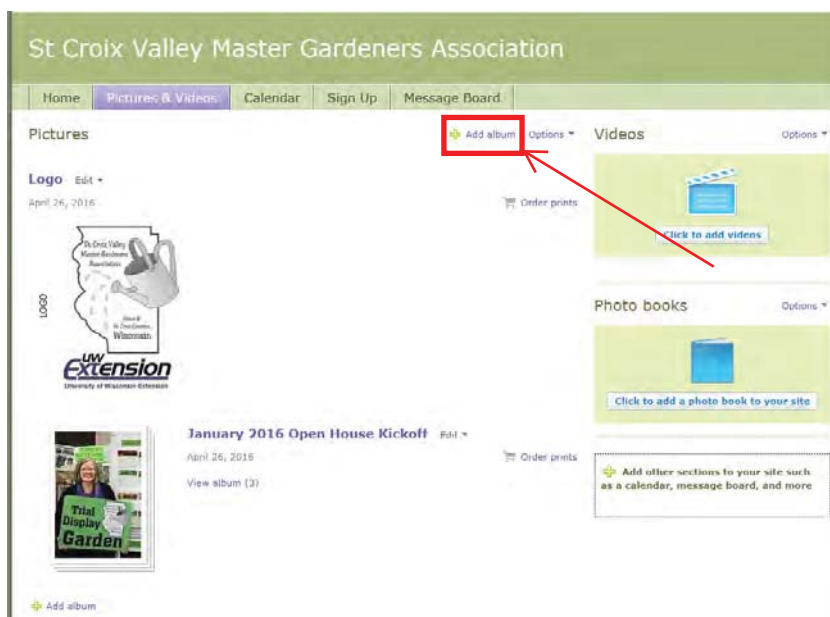 St Croix Valley Master Gardeners Association
Home Pictures & Videos Calendar Sign Up Message Board
Pictures
Add album Options
Logo Edit
April 26, 2016
Order prints
LOGO
St. Croix Valley
Master Gardeners
Association
Wisconsin
UW
Extension
University of Wisconsin-Extension
January 2016 Open House Kickoff Edit
April 26, 2016
Order prints
View album (3)
Trial
Display
Garden
Add album
Videos Options
Click to add videos
Photo books Options
Click to add a photo book to your site
Add other sections to your site such
as a calendar, message board, and more